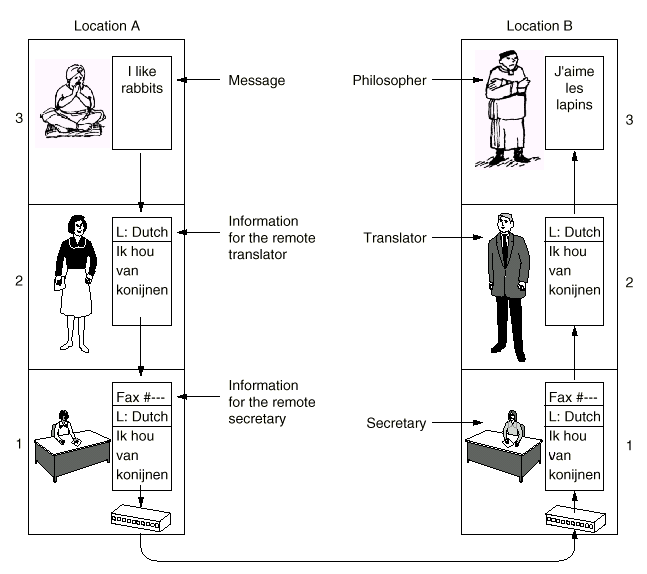 Location A
Location B
3
I like
rabbits
Message
Philosopher
J'aime
les
lapins
3
2
L: Dutch
Ik hou
van
konijnen
Information
for the remote
translator
Translator
L: Dutch
Ik hou
van
konijnen
2
1
Fax #---
L: Dutch
Ik hou
van
konijnen
Information
for the remote
secretary
Secretary
Fax #---
L: Dutch
Ik hou
van
konijnen
1